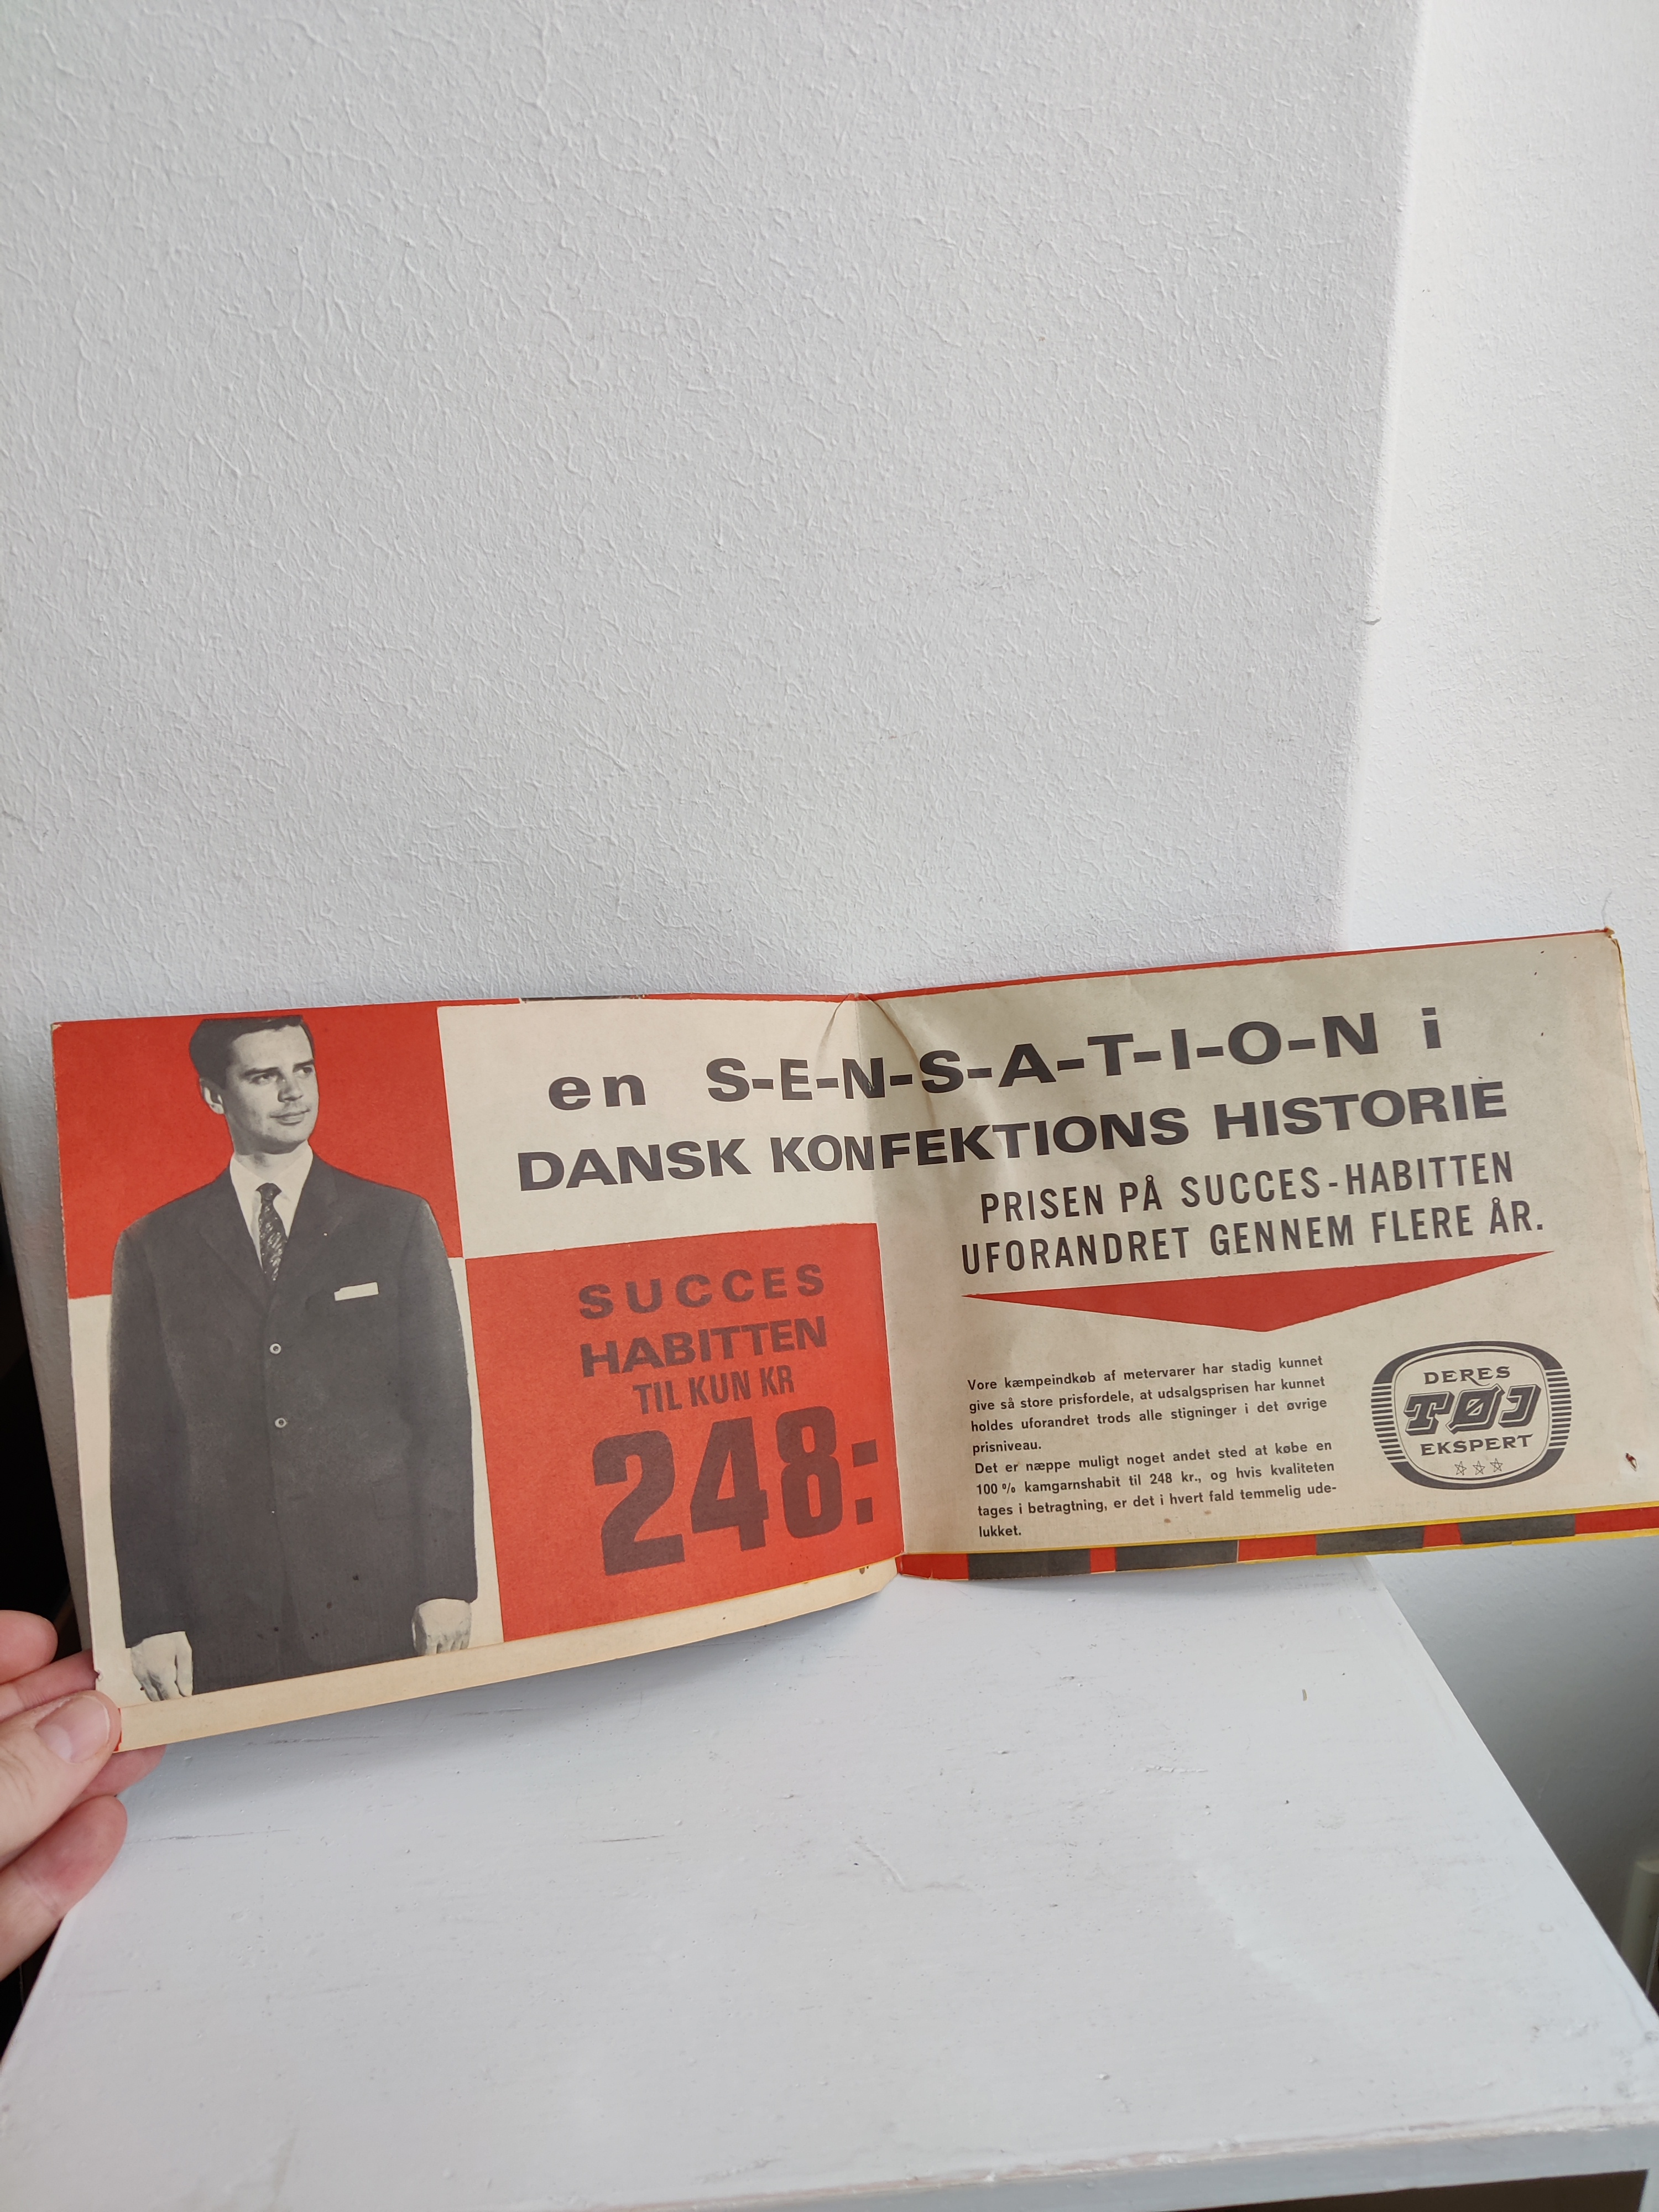 en S-E-N-S-A-T-I-O-N i
DANSK KONFEKTIONS HISTORIE
PRISEN PÅ SUCCES-HABITTEN
UFORANDRET GENNEM FLERE ÅR.
SUCCES
HABITTEN
TIL KUN KR
248:
Vore kæmpeindkøb af metervarer har stadig kunnet
give så store prisfordele, at udsalgsprisen har kunnet
holdes uforandret trods alle stigninger i det øvrige
prisniveau.
Det er næppe muligt noget andet sted at købe en
100 % kamgarnshabit til 248 kr., og hvis kvaliteten
tages i betragtning, er det i hvert fald temmelig ude-
lukket.
DERES
TØJ
EKSPERT